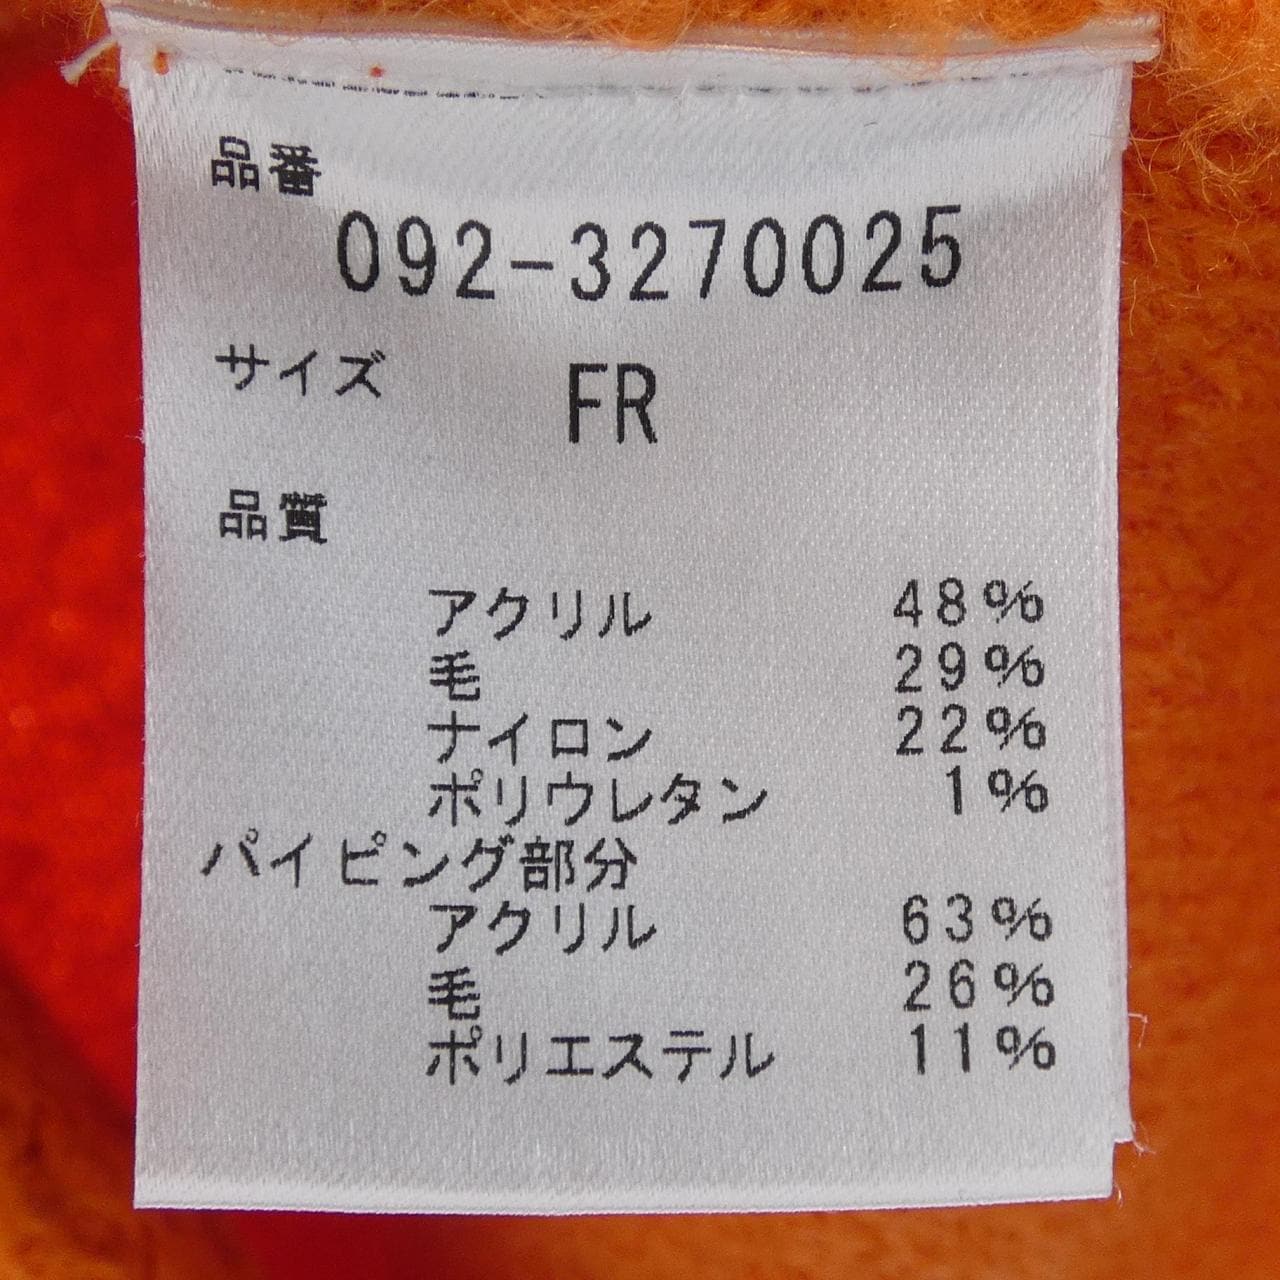 品番
092-3270025
サイズ FR
品質
アクリル 48%
毛 29%
ナイロン 22%
ポリウレタン 1%
パイピング部分
アクリル 63%
毛 26%
ポリエステル 11%